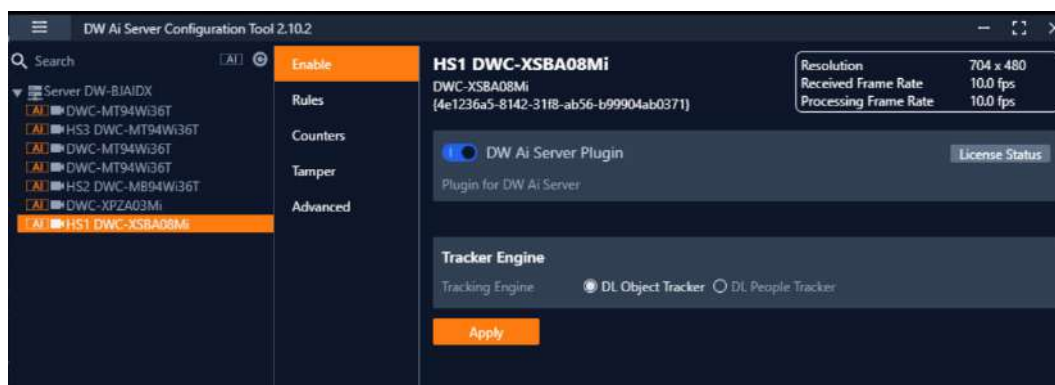 DW Ai Server Configuration Tool 2.10.2
Search
AI
Server DW-BJAIDX
AI DWC-MT94Wi36T
AI HS3 DWC-MT94Wi36T
AI DWC-MT94Wi36T
AI DWC-MT94Wi36T
AI HS2 DWC-MB94Wi36T
AI DWC-XPZA03Mi
AI HS1 DWC-XSBA08Mi
Enable
Rules
Counters
Tamper
Advanced
HS1 DWC-XSBA08Mi
DWC-XSBA08Mi
{4e1236a5-8142-31f8-ab56-b99904ab0371}
Resolution 704 x 480
Received Frame Rate 10.0 fps
Processing Frame Rate 10.0 fps
DW Ai Server Plugin
License Status
Plugin for DW Ai Server
Tracker Engine
Tracking Engine DL Object Tracker DL People Tracker
Apply